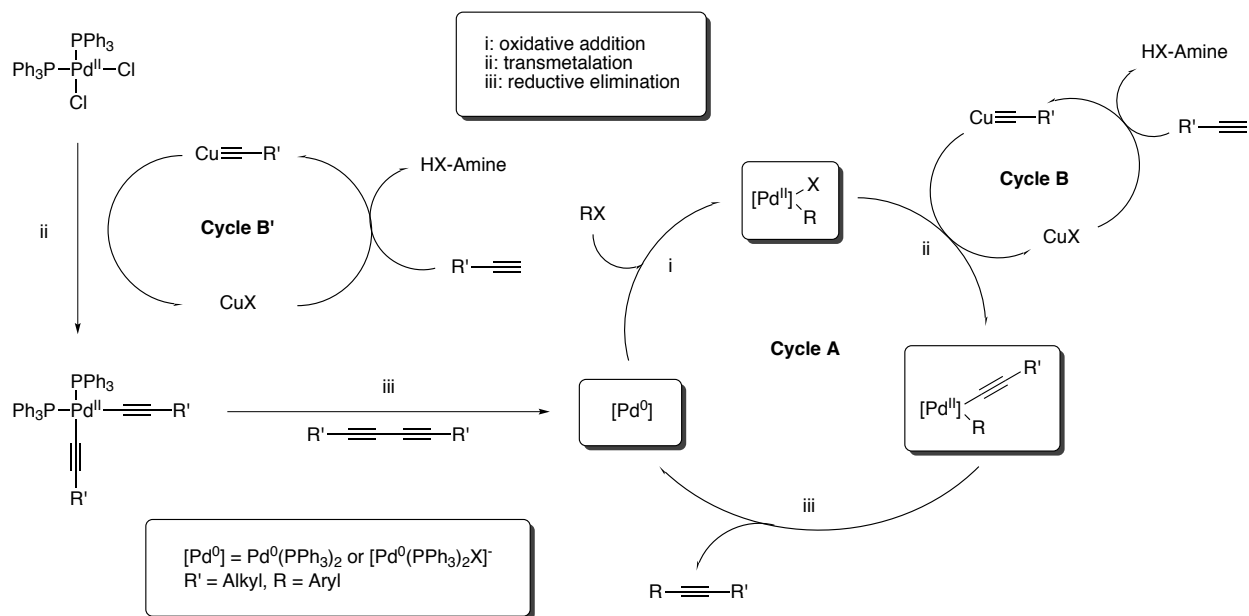 PPh3
Ph3P PdII Cl
Cl
i: oxidative addition
ii: transmetalation
iii: reductive elimination
HX-Amine
Cu R'
R'
Cycle B
CuX
Cu R'
HX-Amine
Cycle B'
R'
CuX
ii
RX
[PdII] X
R
i
ii
Cycle A
PPh3
Ph3P PdII R'
R'
iii
R' R'
[Pd0]
[PdII] R'
R
iii
R R'
[Pd0] = Pd0(PPh3)2 or [Pd0(PPh3)2X]-
R' = Alkyl, R = Aryl